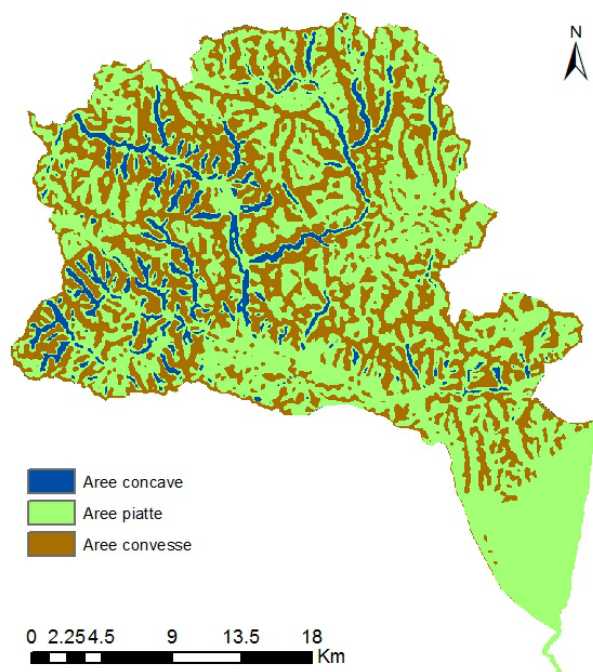 N
Aree concave
Aree piatte
Aree convesse
0 2.25 4.5 9 13.5 18
Km